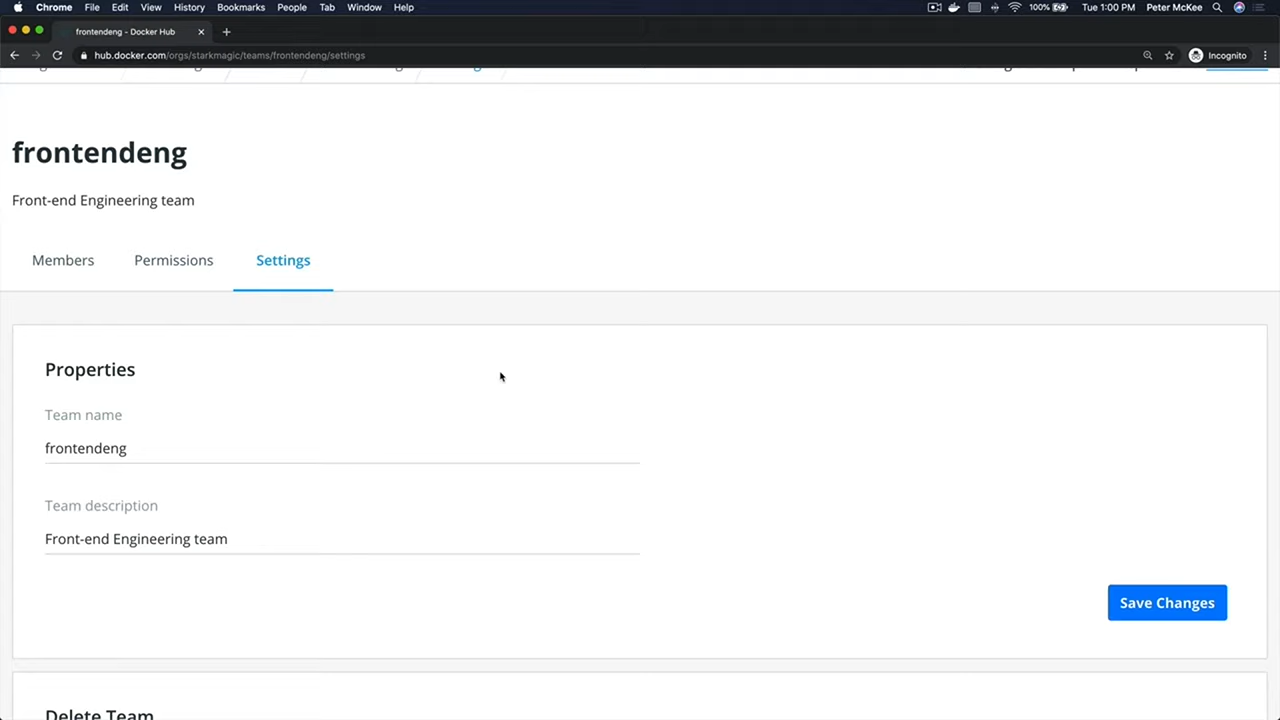 Chrome File Edit View History Bookmarks People Tab Window Help 100% Tue 1:00 PM Peter McKee
frontendeng - Docker Hub
hub.docker.com/orgs/starkmagic/teams/frontendeng/settings Incognito
frontendeng
Front-end Engineering team
Members Permissions Settings
Properties
Team name
frontendeng
Team description
Front-end Engineering team
Save Changes
Delete Team